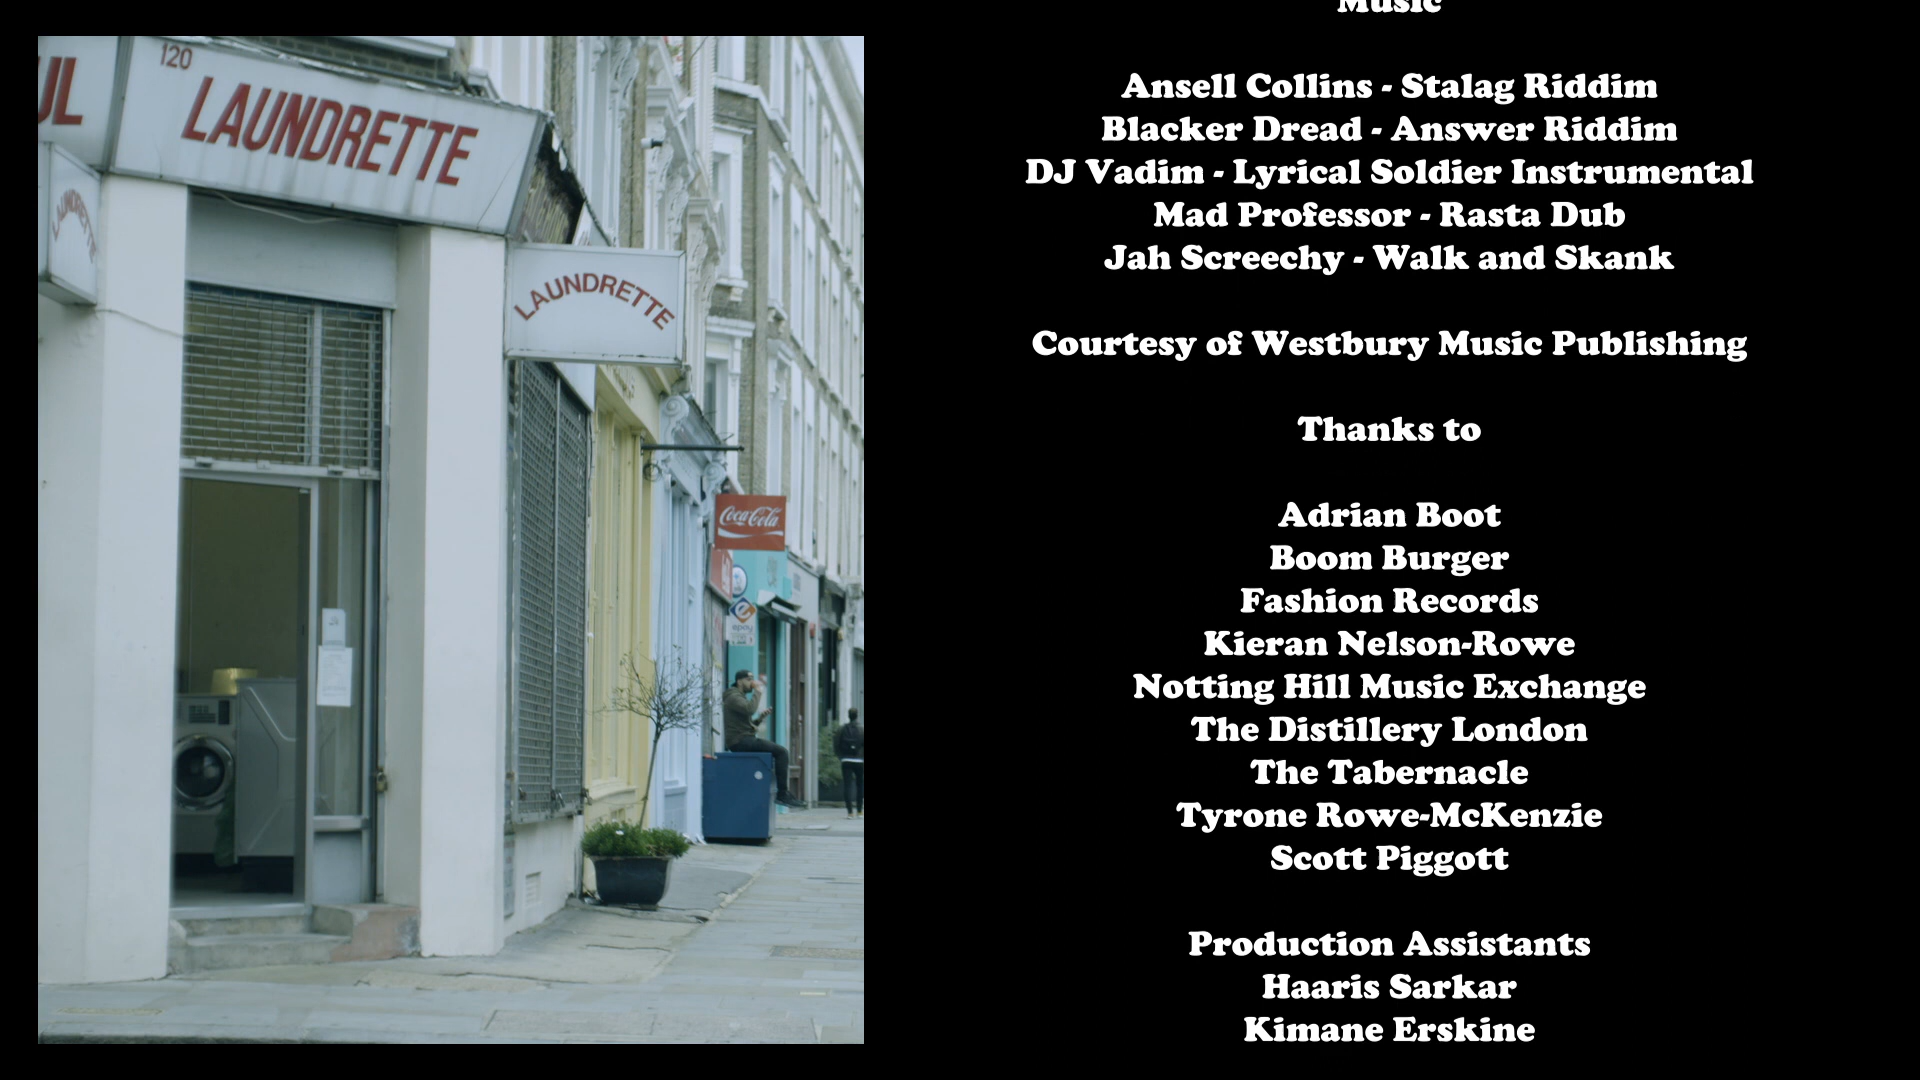 UL
120
LAUNDRETTE
LAUNDRETTE
LAUNDRETTE
Coca-Cola
Music
Ansell Collins - Stalag Riddim
Blacker Dread - Answer Riddim
DJ Vadim - Lyrical Soldier Instrumental
Mad Professor - Rasta Dub
Jah Screechy - Walk and Skank
Courtesy of Westbury Music Publishing
Thanks to
Adrian Boot
Boom Burger
Fashion Records
Kieran Nelson-Rowe
Notting Hill Music Exchange
The Distillery London
The Tabernacle
Tyrone Rowe-McKenzie
Scott Piggott
Production Assistants
Haaris Sarkar
Kimane Erskine